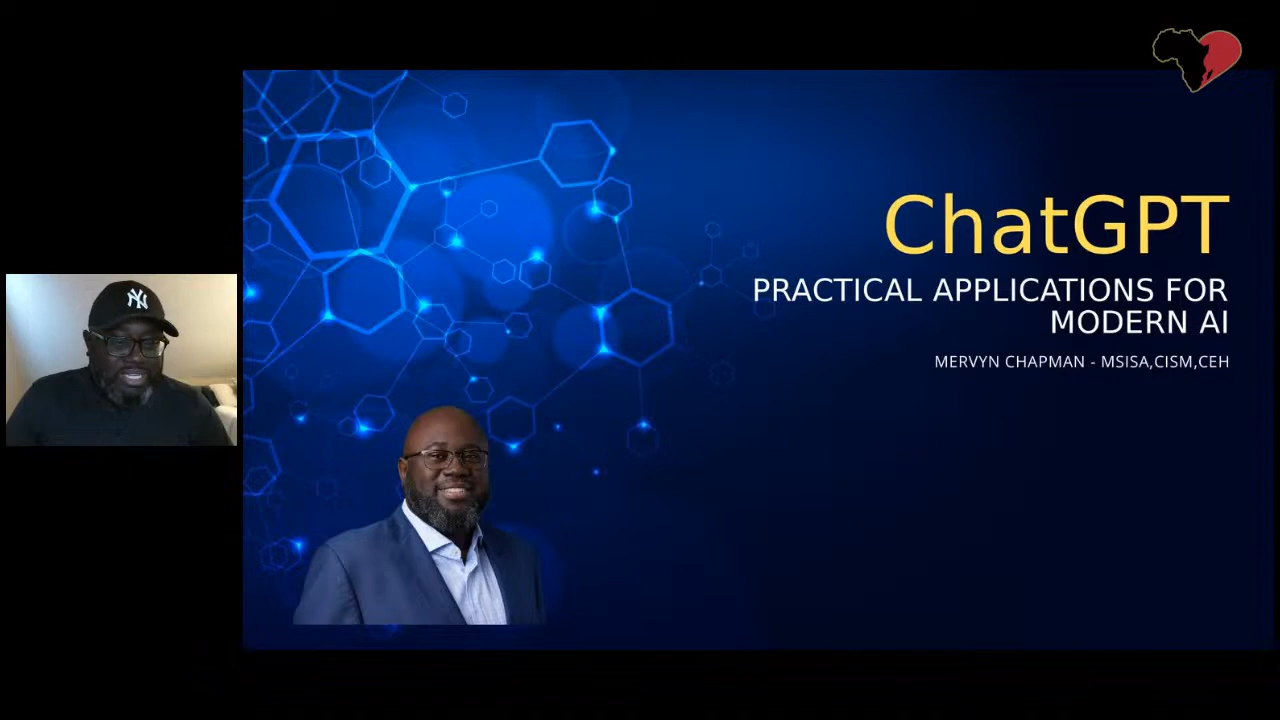 ChatGPT
PRACTICAL APPLICATIONS FOR
MODERN AI
MERVYN CHAPMAN - MSISA,CISM,CEH
NY